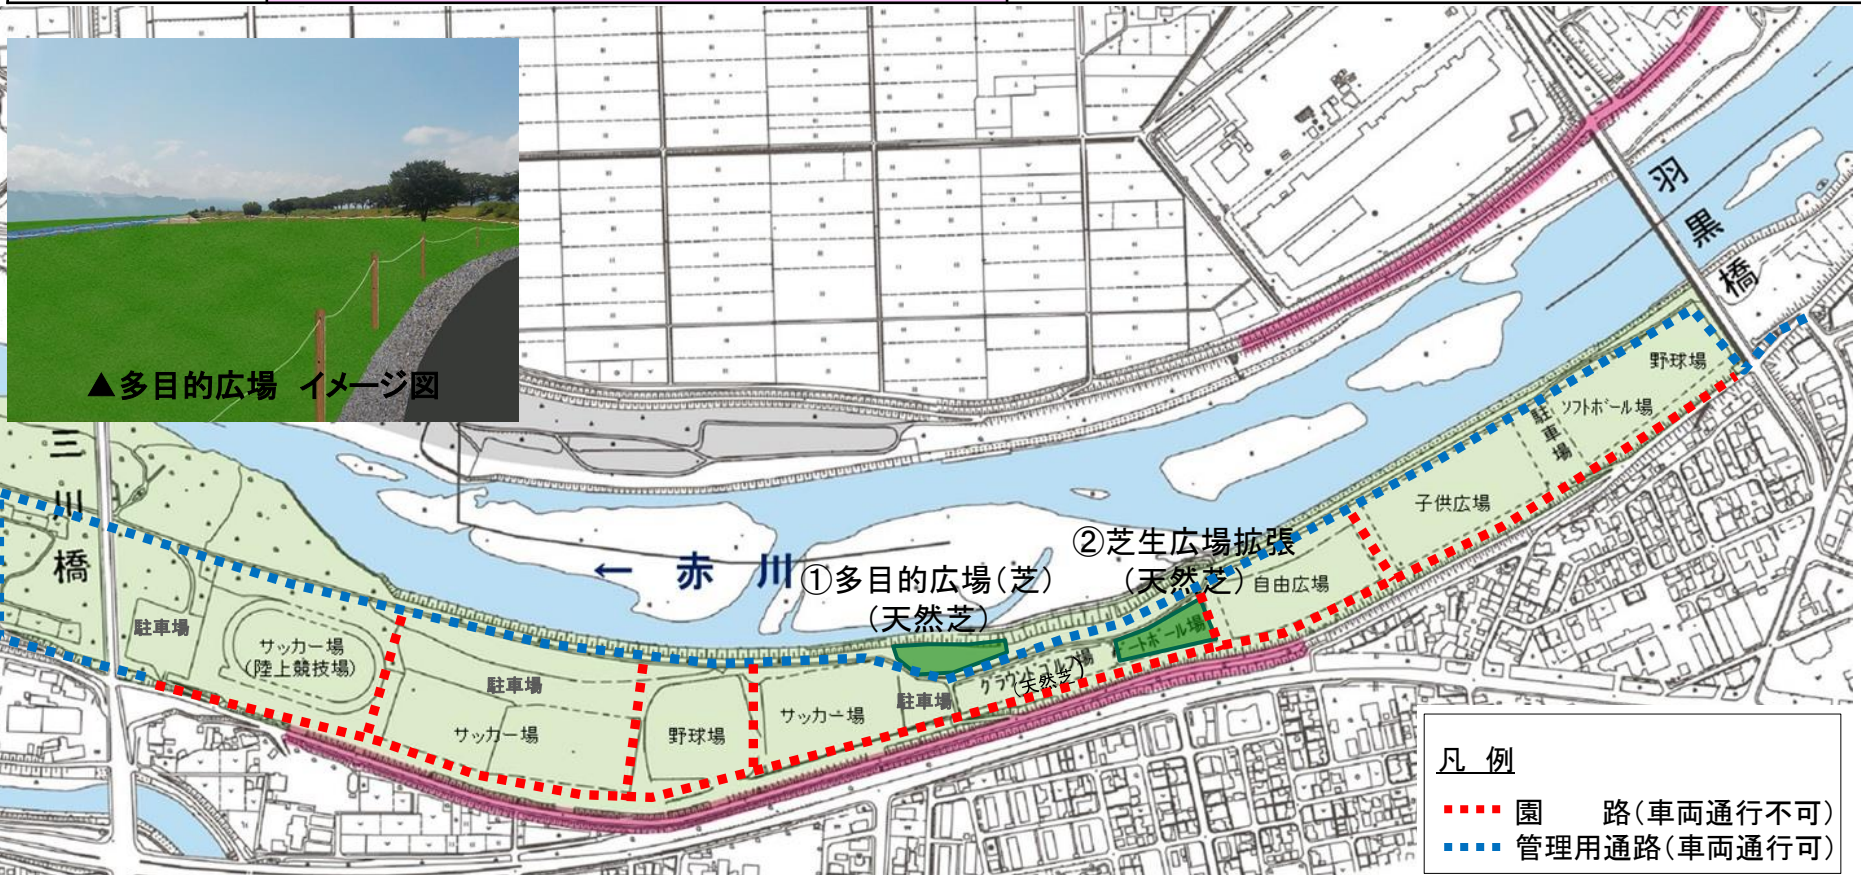 ▲多目的広場 イメージ図
三川橋
羽黒橋
← 赤川
①多目的広場(芝)
(天然芝)
②芝生広場拡張
(天然芝)
野球場
ソフトボール場
駐車場
子供広場
自由広場
ゲートボール場
グラウンドゴルフ場
(天然芝)
駐車場
サッカー場
野球場
駐車場
サッカー場
サッカー場
(陸上競技場)
駐車場
凡 例
園 路(車両通行不可)
管理用通路(車両通行可)